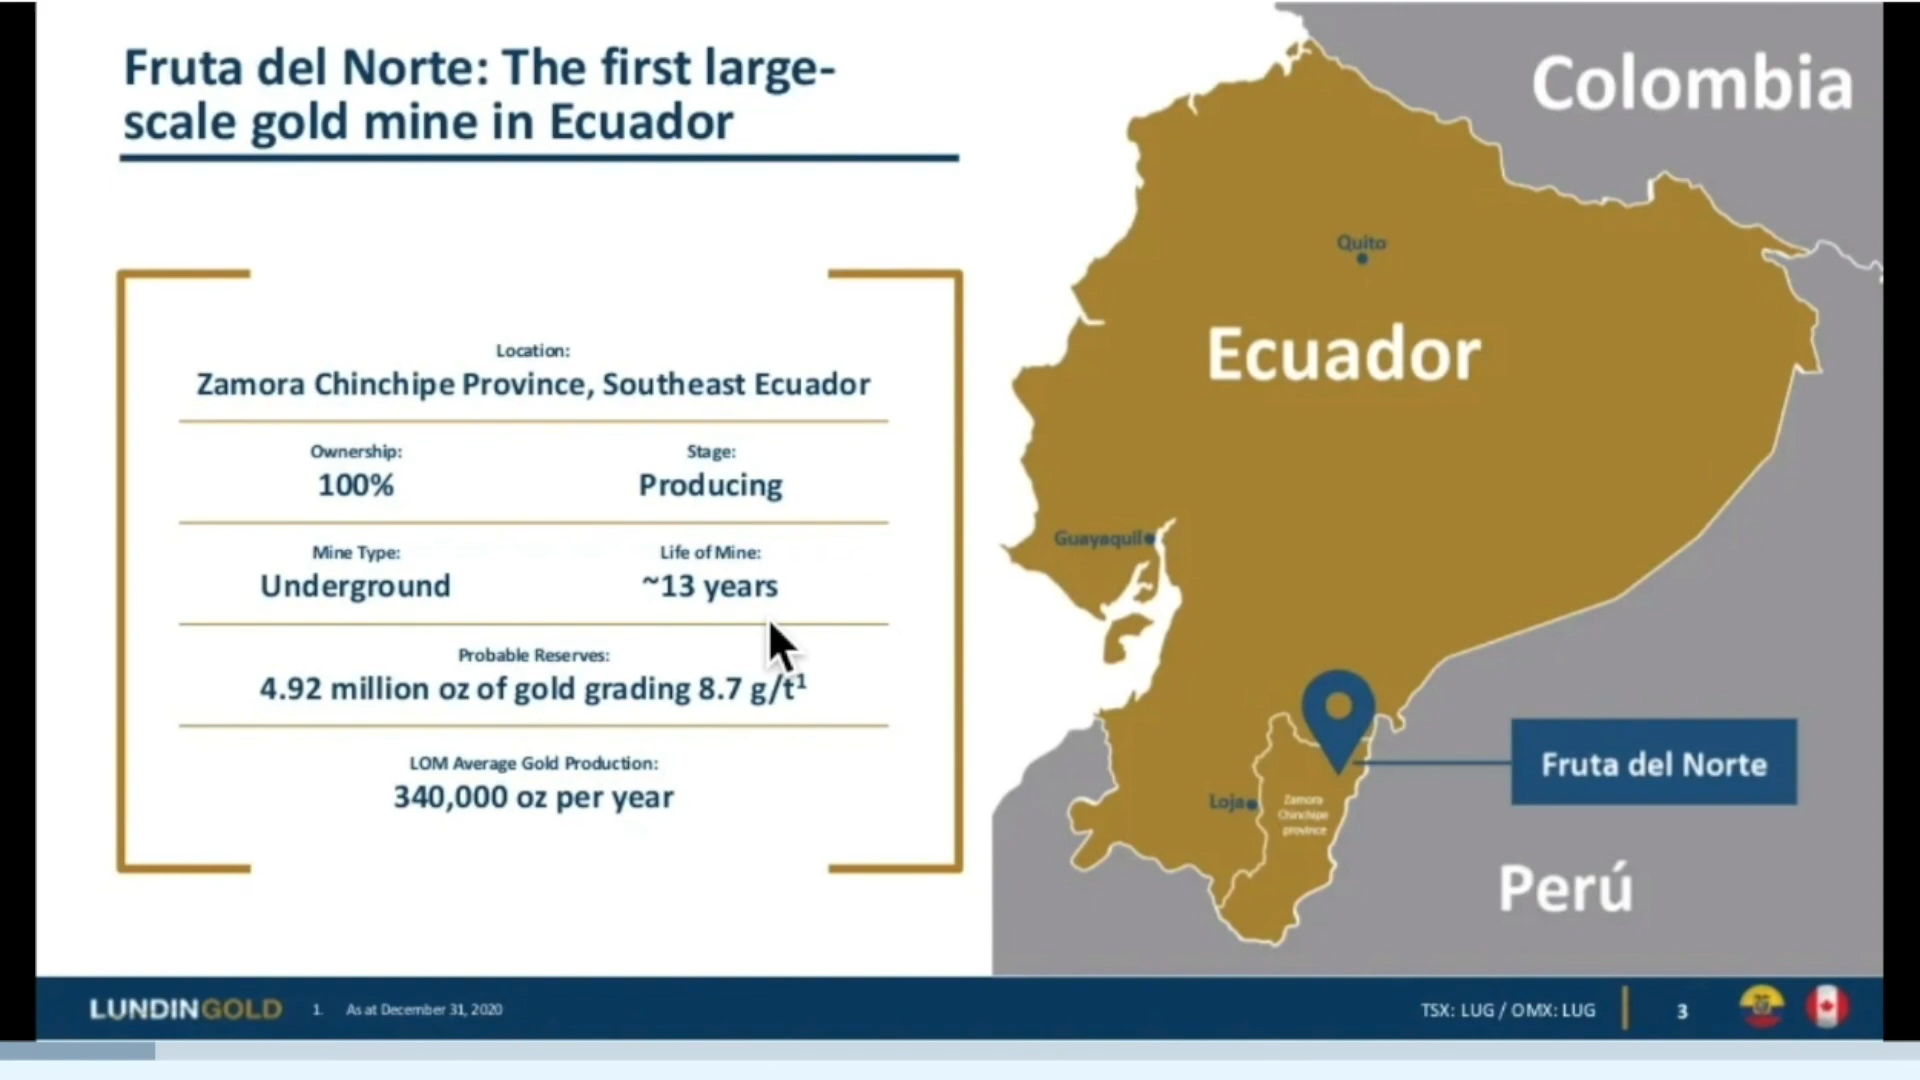 Fruta del Norte: The first large-
scale gold mine in Ecuador
Location:
Zamora Chinchipe Province, Southeast Ecuador
Ownership:
100%
Stage:
Producing
Mine Type:
Underground
Life of Mine:
~13 years
Probable Reserves:
4.92 million oz of gold grading 8.7 g/t¹
LOM Average Gold Production:
340,000 oz per year
Colombia
Quito
Ecuador
Guayaquil
Fruta del Norte
Loja
Zamora
Chinchipe
province
Perú
LUNDINGOLD
1. As at December 31, 2020
TSX: LUG / OMX: LUG
3